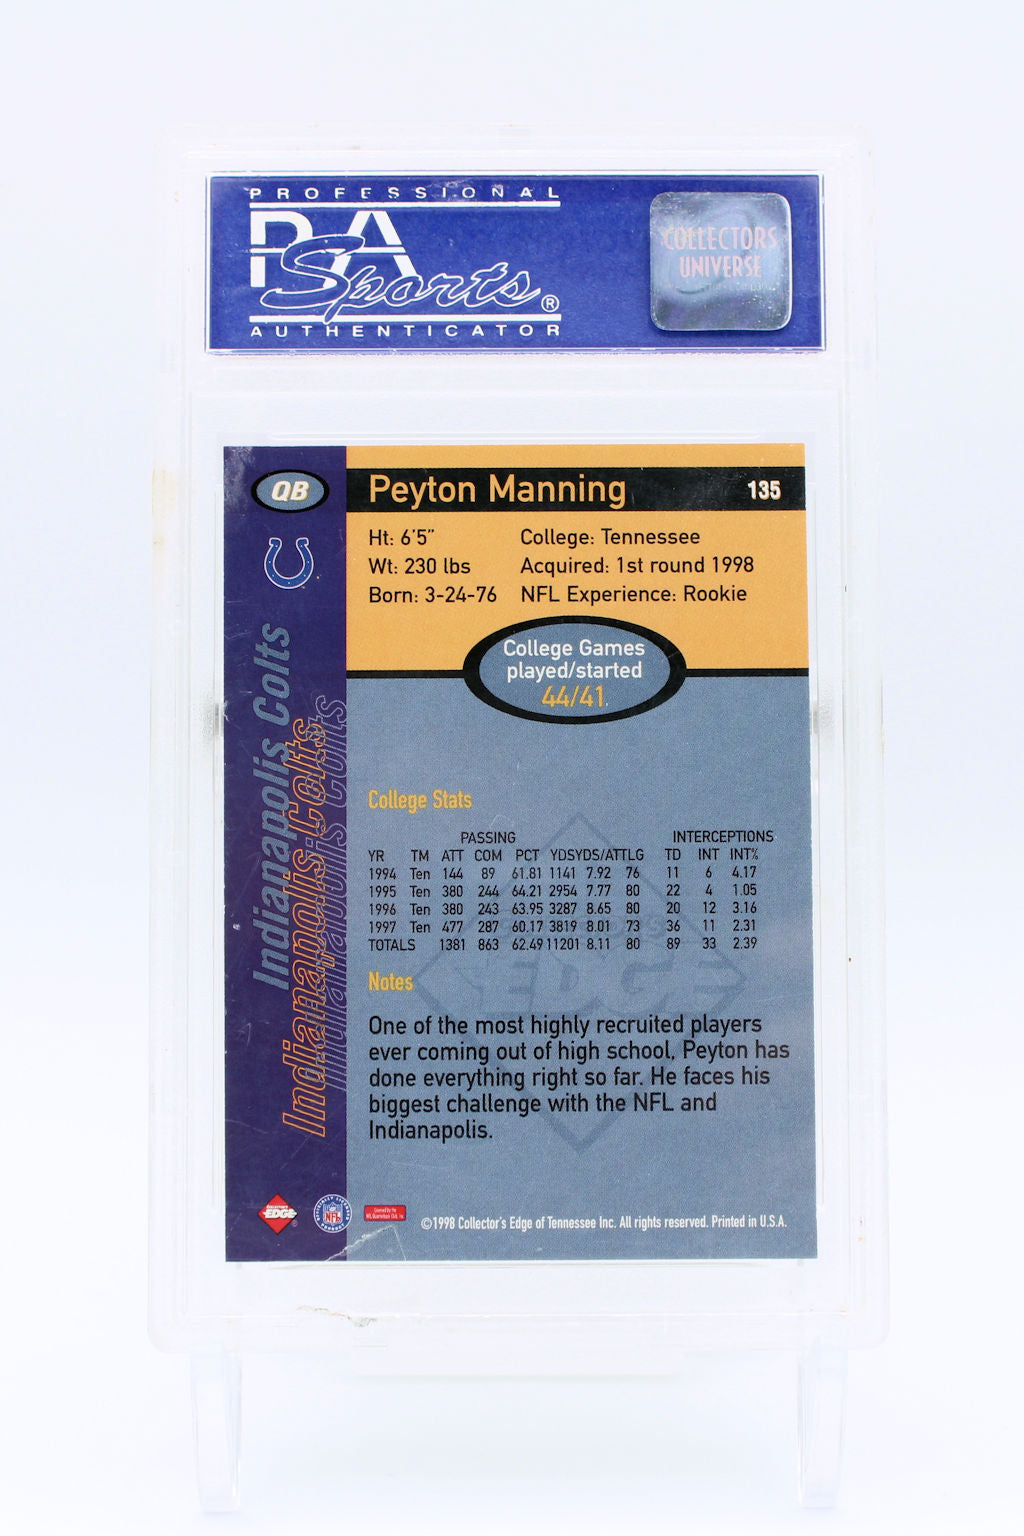 PROFESSIONAL
PSA
Sports®
AUTHENTICATOR
COLLECTORS
UNIVERSE
QB
Peyton Manning 135
Ht: 6'5" College: Tennessee
Wt: 230 lbs Acquired: 1st round 1998
Born: 3-24-76 NFL Experience: Rookie
College Games
played/started
44/41
Indianapolis Colts
Indianapolis Colts
Indianapolis Colts
College Stats
PASSING INTERCEPTIONS
YR TM ATT COM PCT YDS YDS/ATT LG TD INT INT%
1994 Ten 144 89 61.81 1141 7.92 76 11 6 4.17
1995 Ten 380 244 64.21 2954 7.77 80 22 4 1.05
1996 Ten 380 243 63.95 3287 8.65 80 20 12 3.16
1997 Ten 477 287 60.17 3819 8.01 73 36 11 2.31
TOTALS 1381 863 62.49 11201 8.11 80 89 33 2.39
EDGE
Notes
One of the most highly recruited players
ever coming out of high school, Peyton has
done everything right so far. He faces his
biggest challenge with the NFL and
Indianapolis.
EDGE
NFL
©1998 Collector's Edge of Tennessee Inc. All rights reserved. Printed in U.S.A.